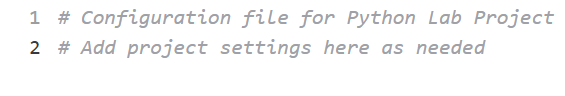 1 # Configuration file for Python Lab Project
2 # Add project settings here as needed